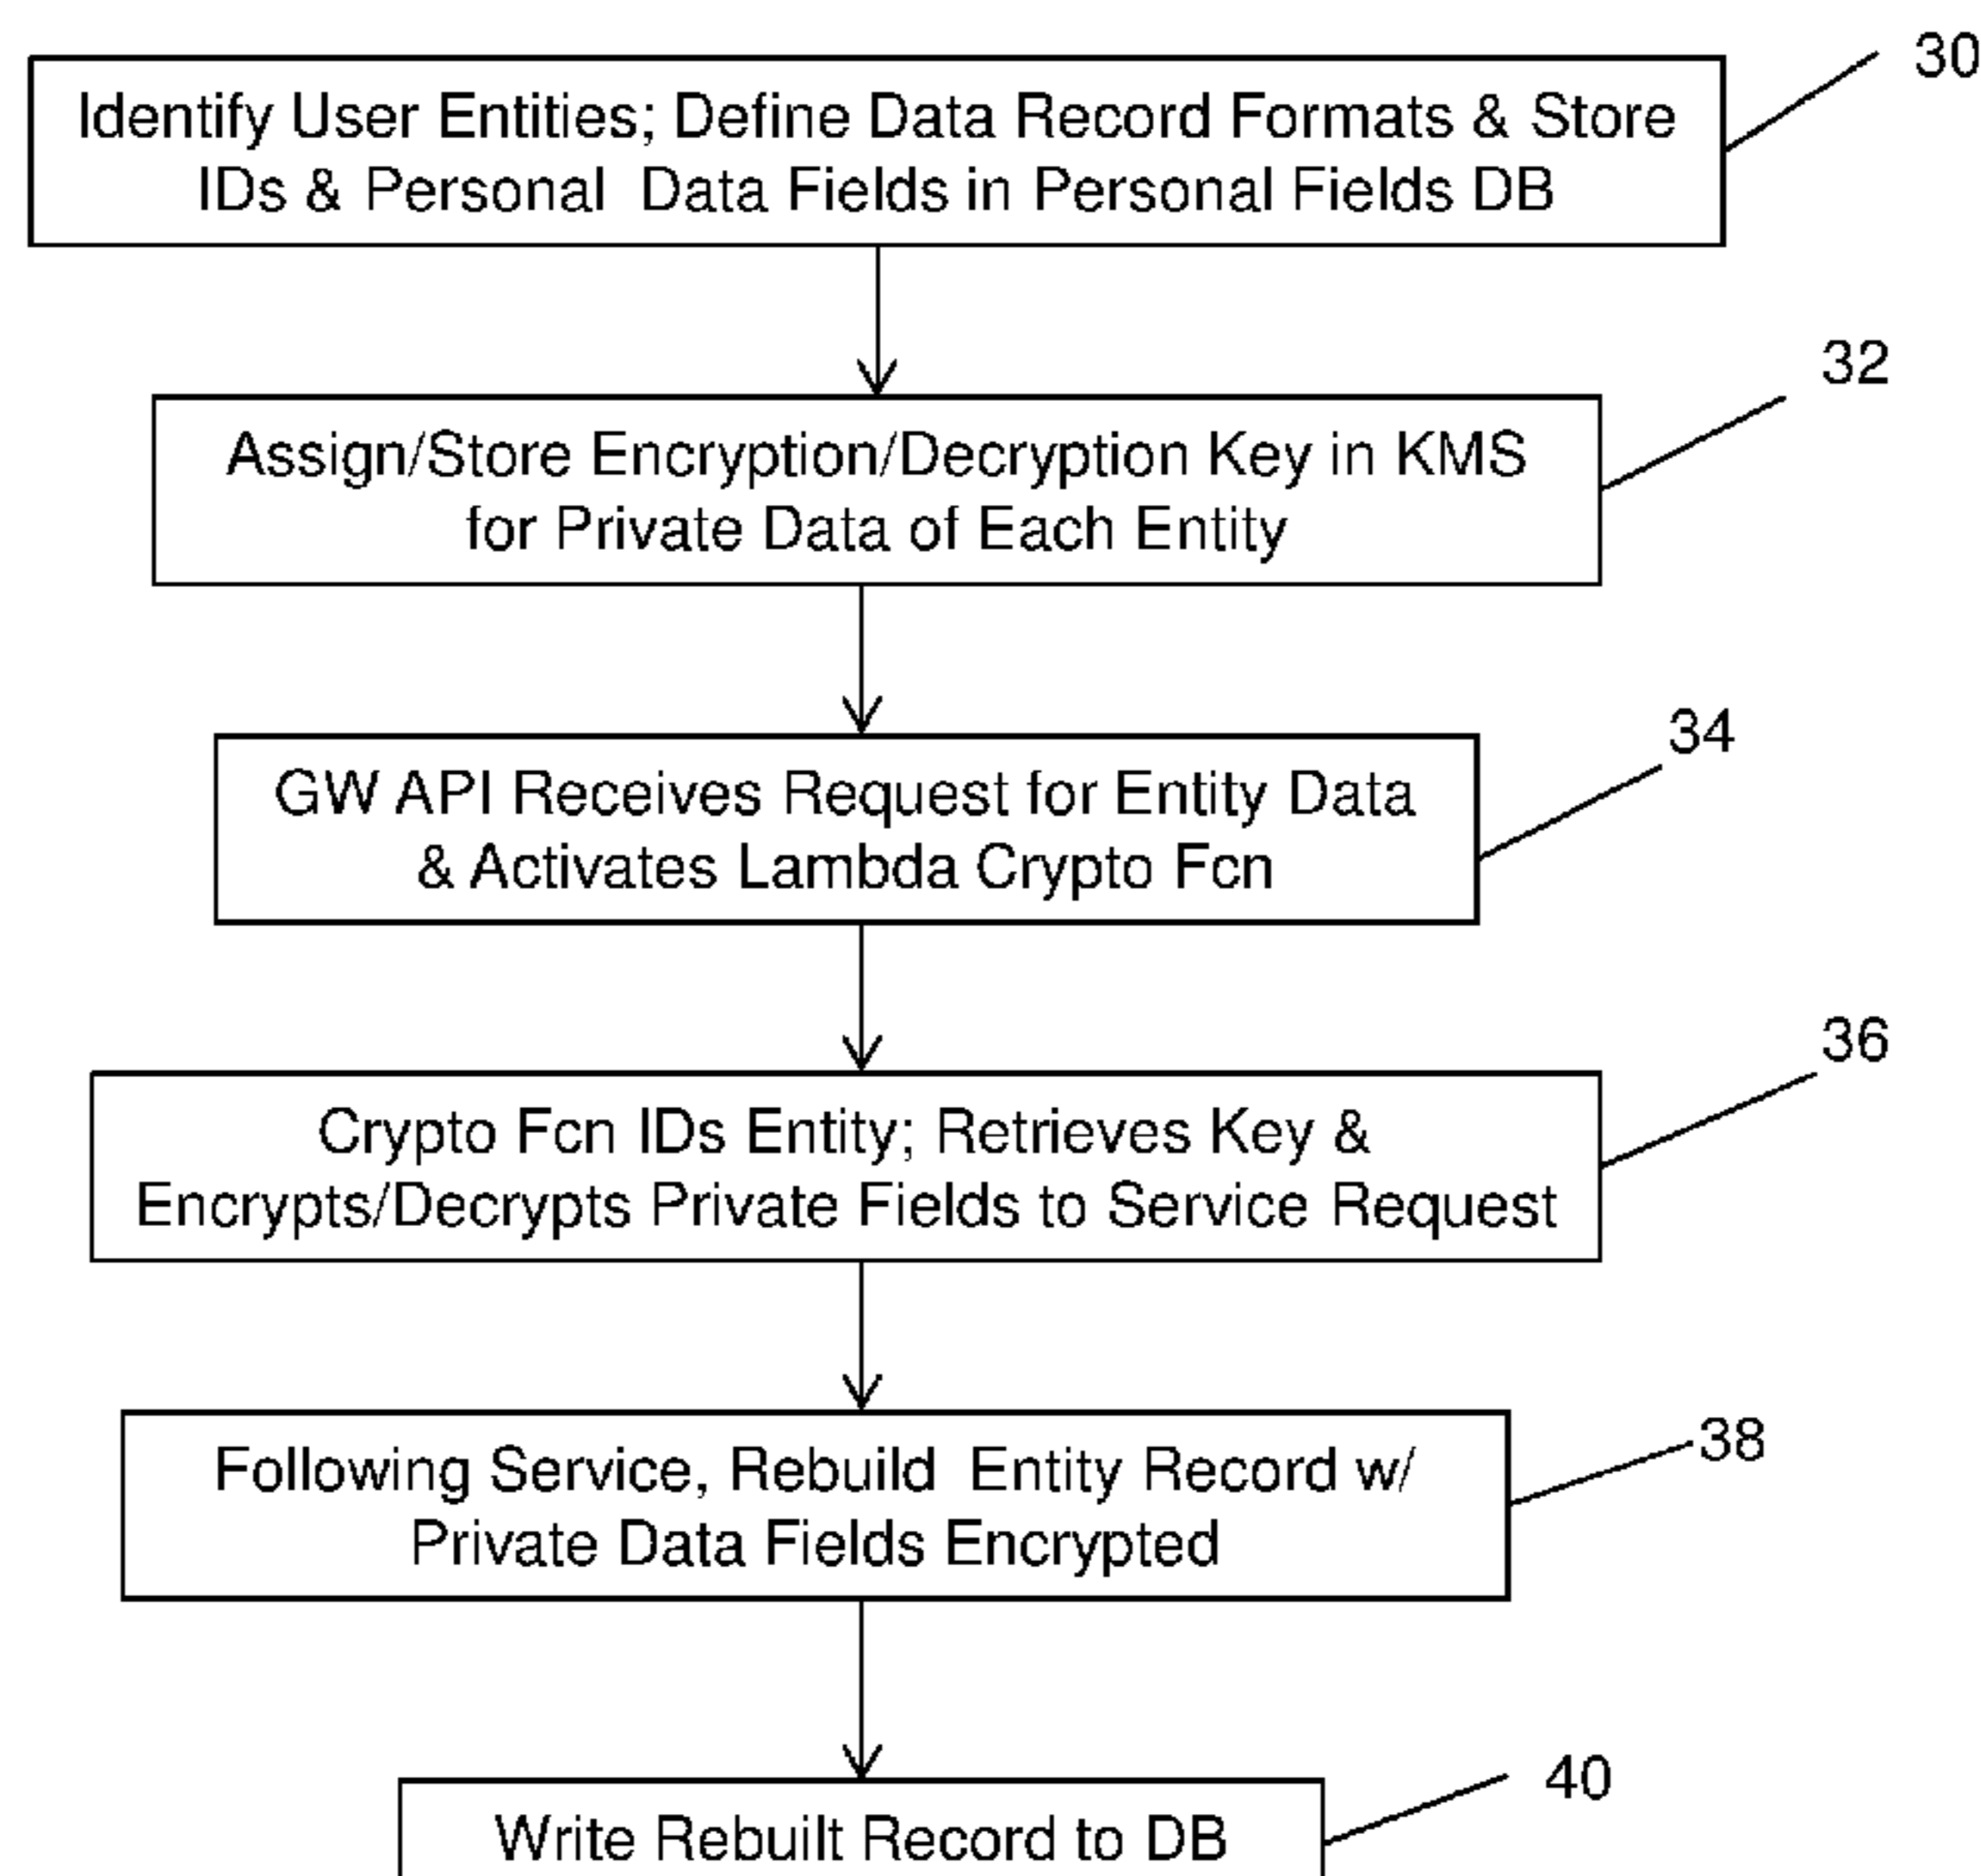 30
Identify User Entities; Define Data Record Formats & Store
IDs & Personal Data Fields in Personal Fields DB
32
Assign/Store Encryption/Decryption Key in KMS
for Private Data of Each Entity
34
GW API Receives Request for Entity Data
& Activates Lambda Crypto Fcn
36
Crypto Fcn IDs Entity; Retrieves Key &
Encrypts/Decrypts Private Fields to Service Request
38
Following Service, Rebuild Entity Record w/
Private Data Fields Encrypted
40
Write Rebuilt Record to DB